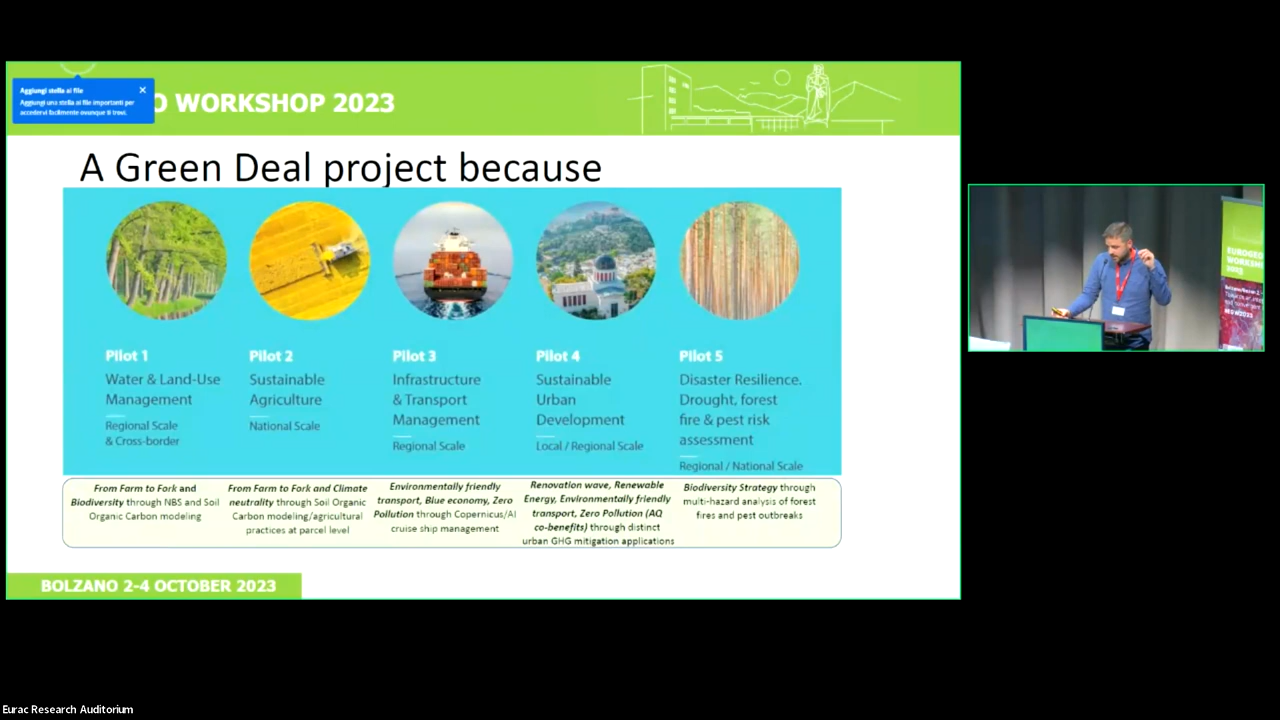 Aggiungi stella ai file
Aggiungi una stella ai file importanti per
accedervi facilmente ovunque ti trovi.
O WORKSHOP 2023
A Green Deal project because
Pilot 1
Water & Land-Use
Management
Regional Scale
& Cross-border
Pilot 2
Sustainable
Agriculture
National Scale
Pilot 3
Infrastructure
& Transport
Management
Regional Scale
Pilot 4
Sustainable
Urban
Development
Local / Regional Scale
Pilot 5
Disaster Resilience.
Drought, forest
fire & pest risk
assessment
Regional / National Scale
From Farm to Fork and
Biodiversity through NBS and Soil
Organic Carbon modeling
From Farm to Fork and Climate
neutrality through Soil Organic
Carbon modeling/agricultural
practices at parcel level
Environmentally friendly
transport, Blue economy, Zero
Pollution through Copernicus/AI
cruise ship management
Renovation wave, Renewable
Energy, Environmentally friendly
transport, Zero Pollution (AQ
co-benefits) through distinct
urban GHG mitigation applications
Biodiversity Strategy through
multi-hazard analysis of forest
fires and pest outbreaks
BOLZANO 2-4 OCTOBER 2023
EUROGEO
WORKSHO
2023
Eurac Research Auditorium